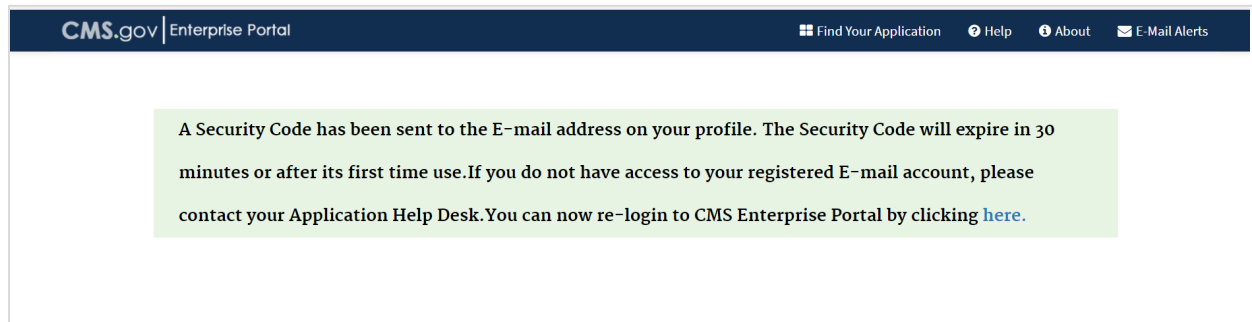 CMS.gov Enterprise Portal Find Your Application Help About E-Mail Alerts
A Security Code has been sent to the E-mail address on your profile. The Security Code will expire in 30
minutes or after its first time use.If you do not have access to your registered E-mail account, please
contact your Application Help Desk.You can now re-login to CMS Enterprise Portal by clicking here.